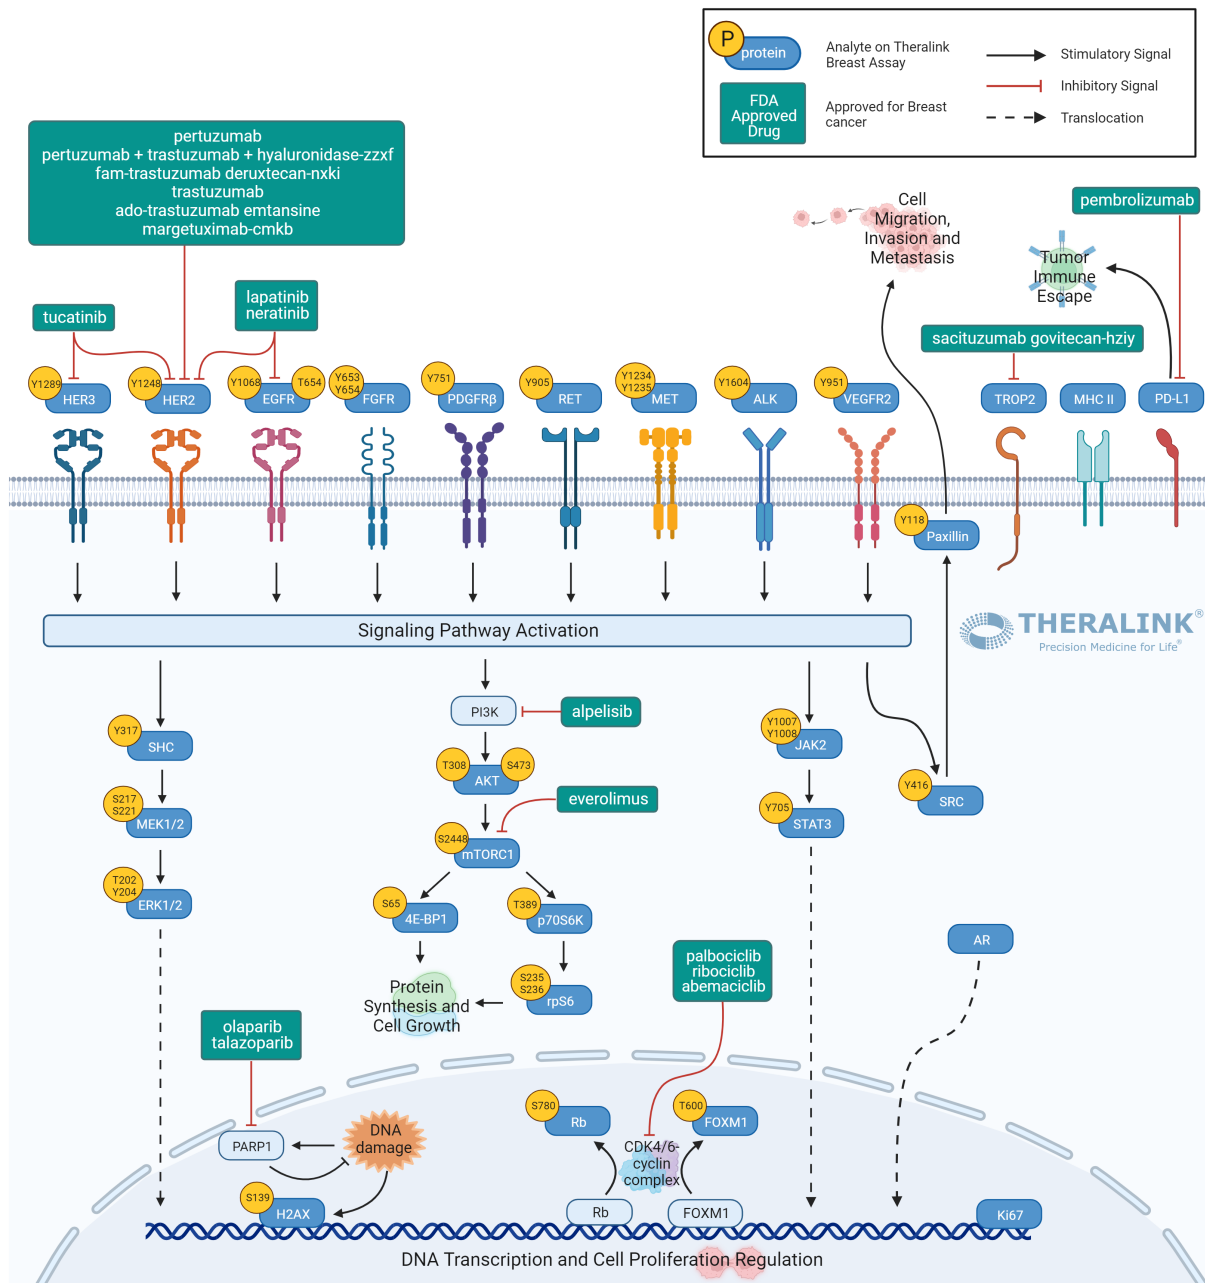 P
protein
Analyte on Theralink
Breast Assay
Stimulatory Signal
Inhibitory Signal
FDA
Approved
Drug
Approved for Breast
cancer
Translocation
pertuzumab
pertuzumab + trastuzumab + hyaluronidase-zzxf
fam-trastuzumab deruxtecan-nxki
trastuzumab
ado-trastuzumab emtansine
margetuximab-cmkb
Cell
Migration,
Invasion and
Metastasis
pembrolizumab
Tumor
Immune
Escape
tucatinib
lapatinib
neratinib
sacituzumab govitecan-hziy
Y1289
HER3
Y1248
HER2
Y1068
T654
EGFR
Y653
Y654
FGFR
Y751
PDGFRβ
Y905
RET
Y1234
Y1235
MET
Y1604
ALK
Y951
VEGFR2
TROP2
MHC II
PD-L1
Y118
Paxillin
Signaling Pathway Activation
THERALINK®
Precision Medicine for Life®
Y317
SHC
PI3K
alpelisib
Y1007
Y1008
JAK2
T308
S473
AKT
Y416
SRC
S217
S221
MEK1/2
everolimus
Y705
STAT3
S2448
mTORC1
T202
Y204
ERK1/2
S65
4E-BP1
T389
p70S6K
AR
palbociclib
ribociclib
abemaciclib
Protein
Synthesis and
Cell Growth
S235
S236
rpS6
olaparib
talazoparib
S780
Rb
T600
FOXM1
PARP1
DNA
damage
CDK4/6-
cyclin
complex
S139
H2AX
Rb
FOXM1
Ki67
DNA Transcription and Cell Proliferation Regulation